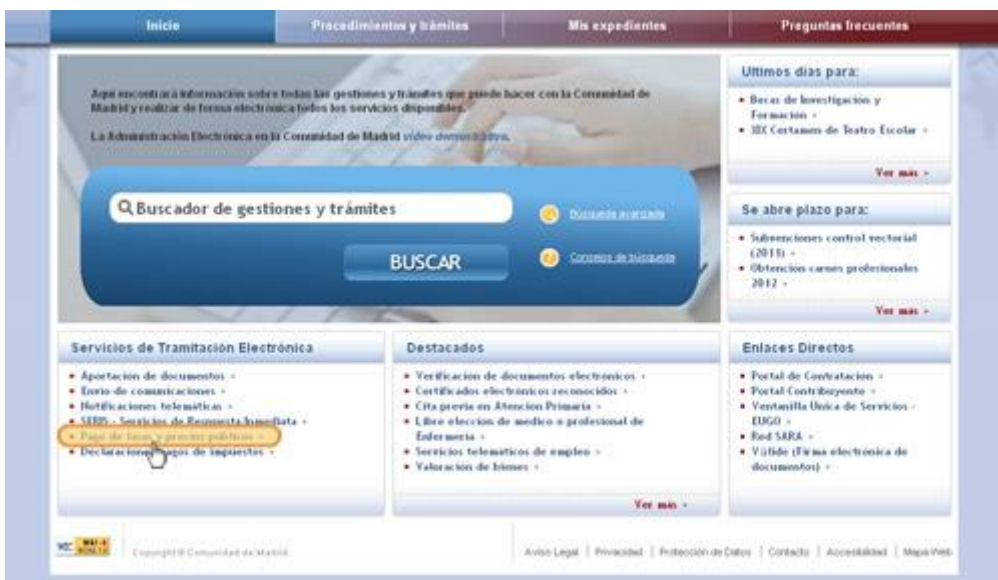 Inicio
Procedimientos y trámites
Mis expedientes
Preguntas frecuentes
Aquí encontrará información sobre todas las gestiones y trámites que puede hacer con la Comunidad de
Madrid y realizar de forma electrónica todos los servicios disponibles.
La Administración Electrónica en la Comunidad de Madrid vídeo demostrativo.
Buscador de gestiones y trámites
Búsqueda avanzada
BUSCAR
Consejos de búsqueda
Ultimos días para:
Becas de Investigación y
Formación
XIX Certamen de Teatro Escolar
Ver más
Se abre plazo para:
Subvenciones control vectorial
(2011)
Obtención carnes profesionales
2012
Ver más
Servicios de Tramitación Electrónica
Aportación de documentos
Envío de comunicaciones
Notificaciones telemáticas
SERIS - Servicios de Respuesta Inmediata
Pago de tasas y precios públicos
pagos de impuestos
Destacados
Verificación de documentos electrónicos
Certificados electrónicos reconocidos
Cita previa en Atención Primaria
Libre eleccion de medico o profesional de
Enfermería
Servicios telemáticos de empleo
Valoración de bienes
Ver más
Enlaces Directos
Portal de Contratación
Portal Contribuyente
Ventanilla Única de Servicios -
EUGO
Red SARA
(Firma electrónica de
documentos)
Copyright © Comunidad de Madrid
Aviso Legal | Privacidad | Protección de Datos | Contacto | Accesibilidad | Mapa Web